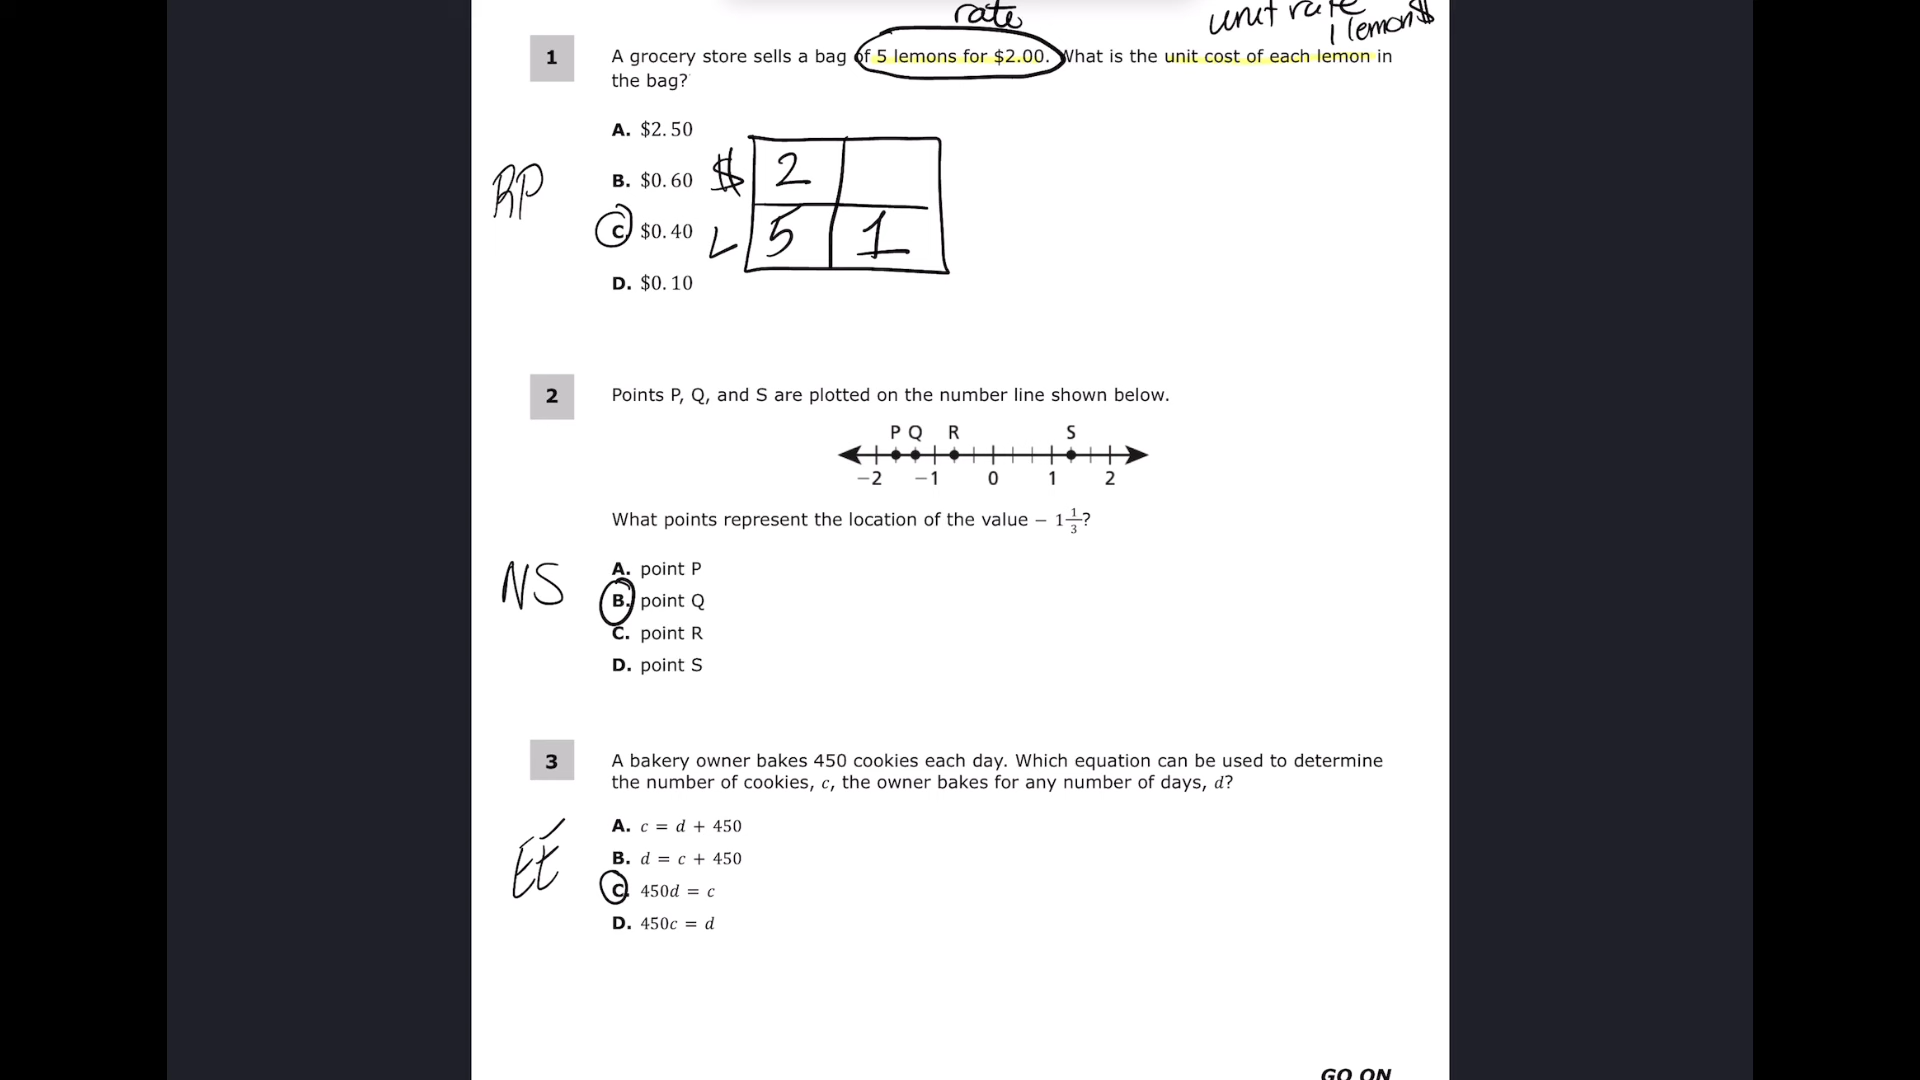 rate
unit rate
1 lemon $
1 A grocery store sells a bag of 5 lemons for $2.00. What is the unit cost of each lemon in
the bag?
A. $2.50
B. $0.60
C. $0.40
D. $0.10
RP
$ 2
L 5 1
2 Points P, Q, and S are plotted on the number line shown below.
P Q R S
−2 −1 0 1 2
What points represent the location of the value − 1 1/3?
NS
A. point P
B. point Q
C. point R
D. point S
3 A bakery owner bakes 450 cookies each day. Which equation can be used to determine
the number of cookies, c, the owner bakes for any number of days, d?
EE
A. c = d + 450
B. d = c + 450
C. 450d = c
D. 450c = d
GO ON